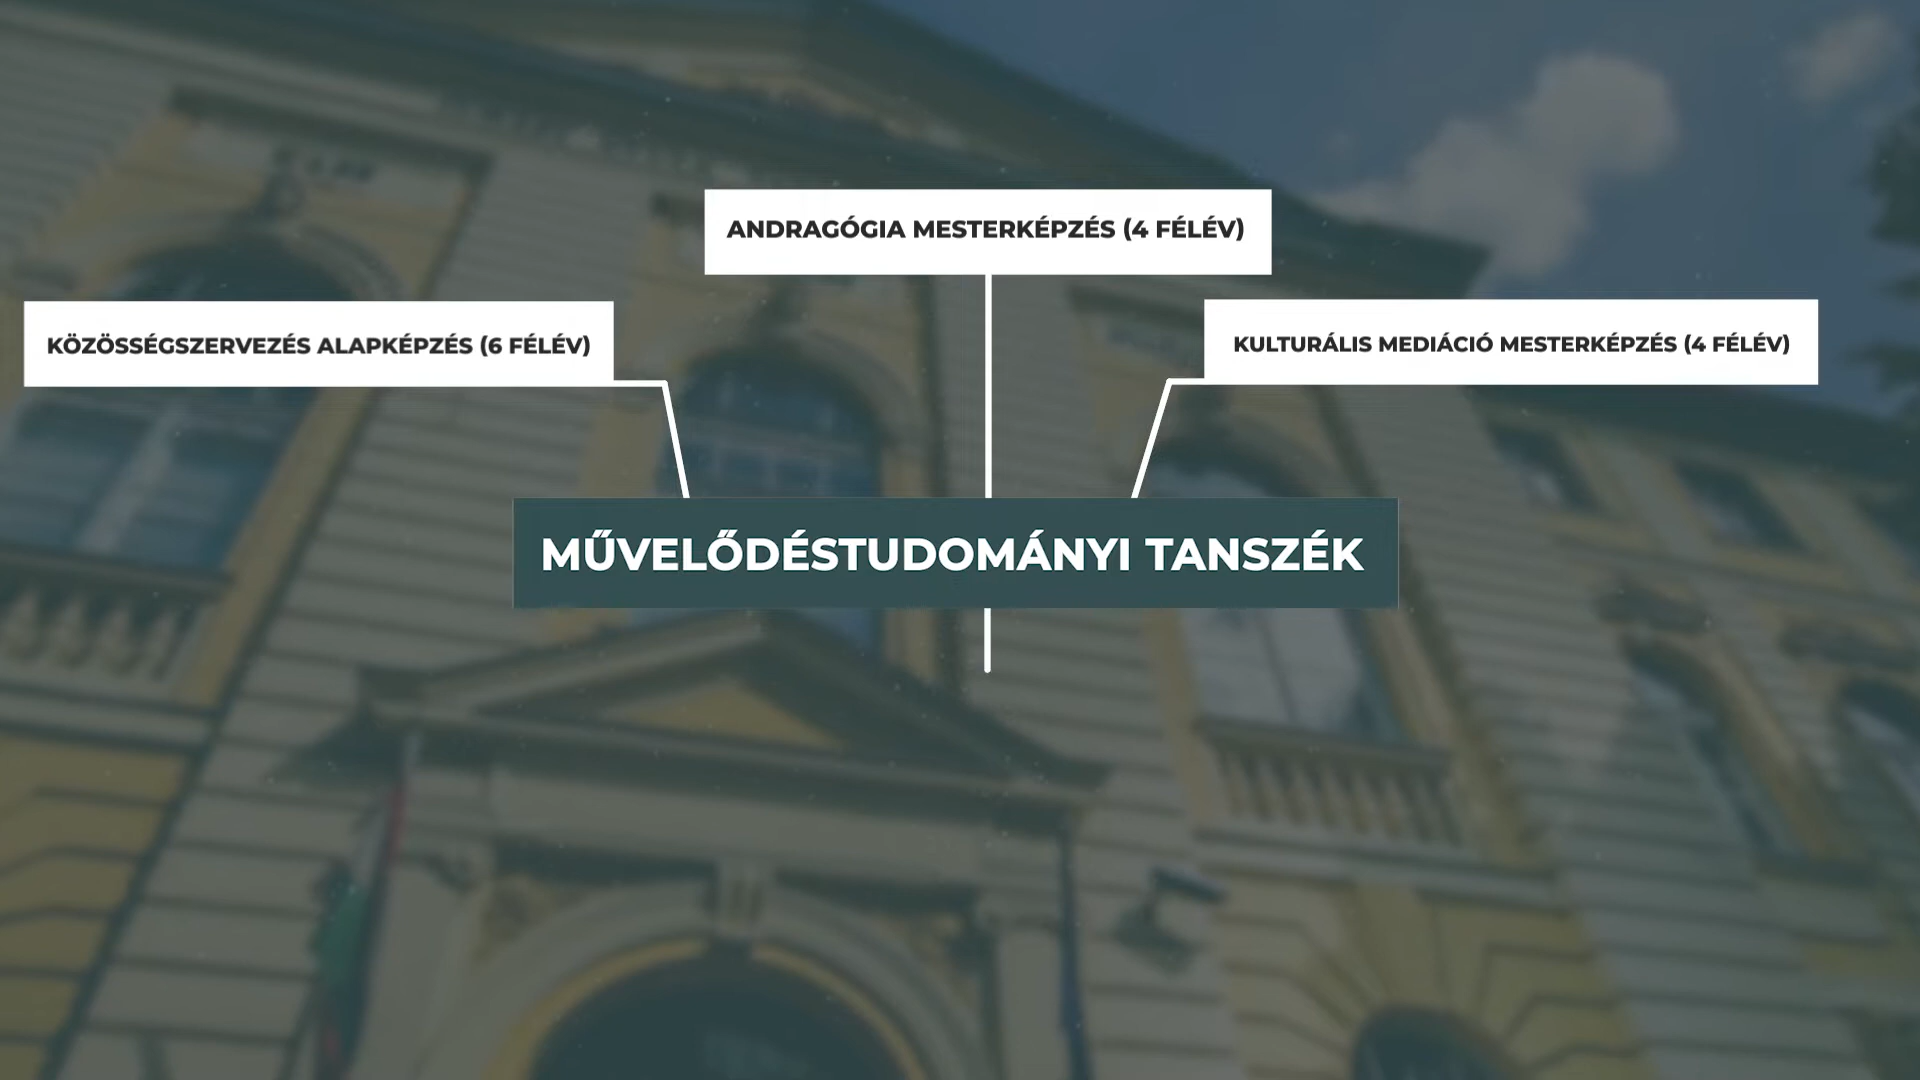 ANDRAGÓGIA MESTERKÉPZÉS (4 FÉLÉV)
KÖZÖSSÉGSZERVEZÉS ALAPKÉPZÉS (6 FÉLÉV)
KULTURÁLIS MEDIÁCIÓ MESTERKÉPZÉS (4 FÉLÉV)
MŰVELŐDÉSTUDOMÁNYI TANSZÉK